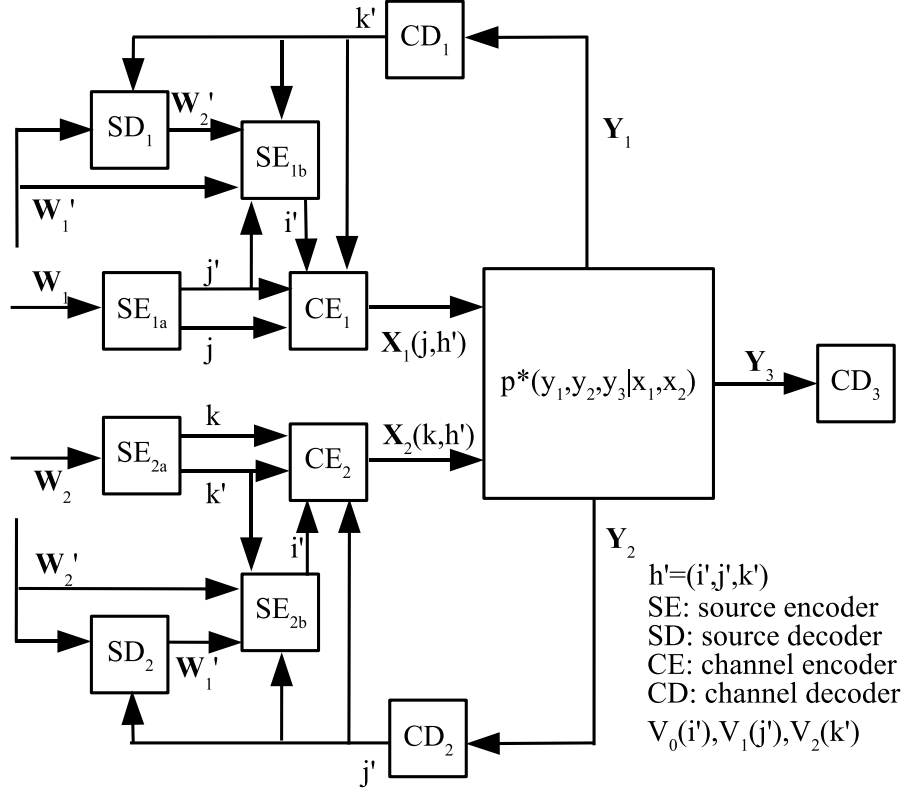 k'
CD₁
SD₁
W₂'
Y₁
SE₁b
W₁'
i'
W₁
j'
SE₁a
CE₁
j
X₁(j,h')
p*(y₁,y₂,y₃|x₁,x₂)
Y₃
CD₃
k
X₂(k,h')
SE₂a
CE₂
W₂
k'
i'
Y₂
W₂'
SE₂b
SD₂
W₁'
CD₂
j'
h'=(i',j',k')
SE: source encoder
SD: source decoder
CE: channel encoder
CD: channel decoder
V₀(i'),V₁(j'),V₂(k')